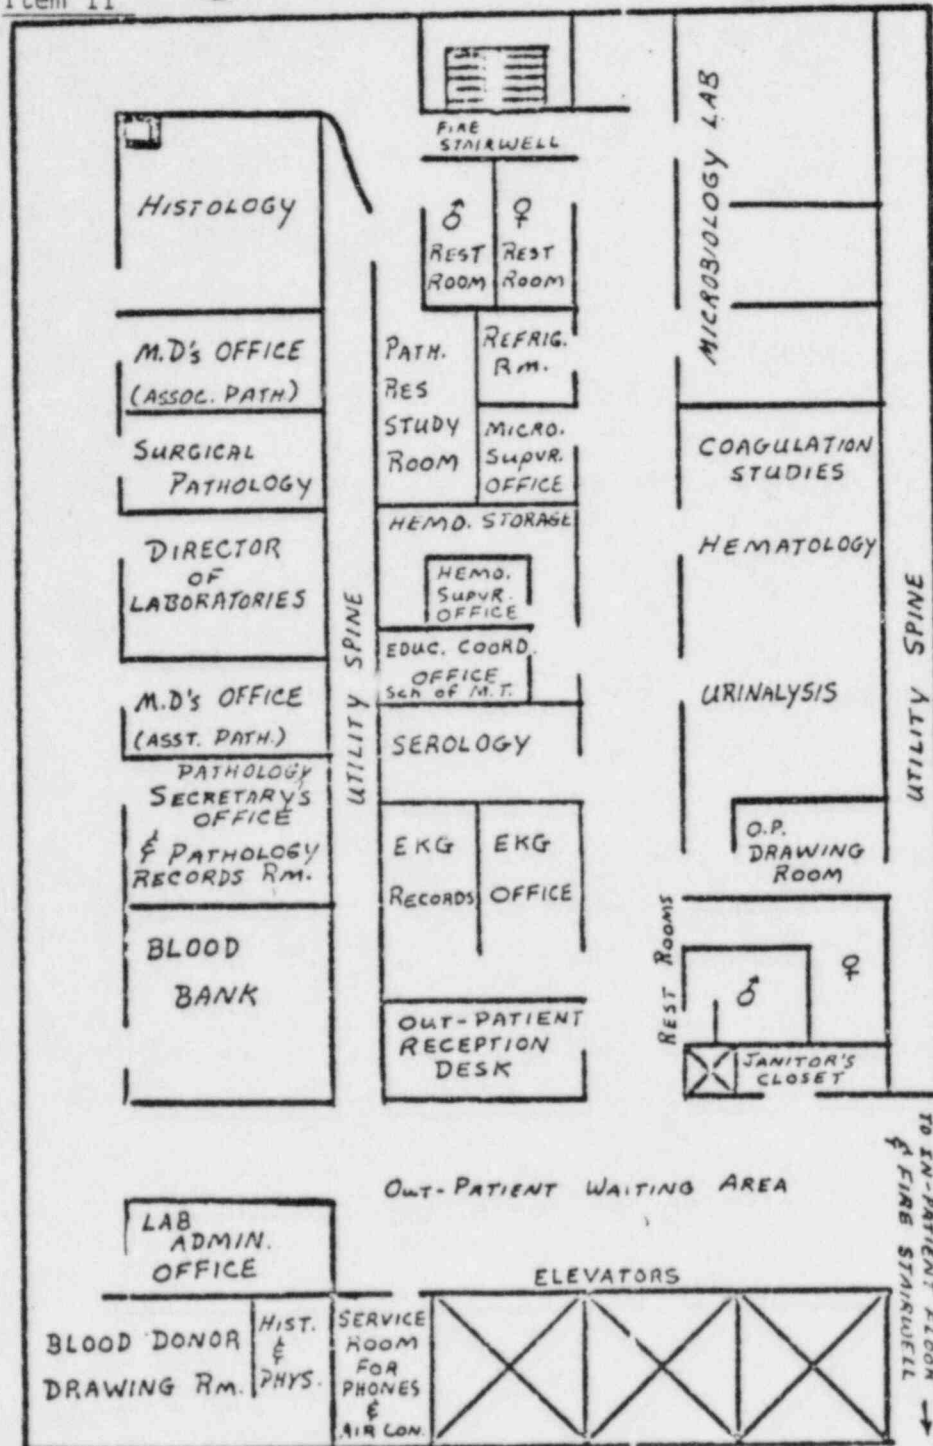 Item II
FIRE
STAIRWELL
MICROBIOLOGY LAB
HISTOLOGY
♂
REST
ROOM
♀
REST
ROOM
M.D's OFFICE
(ASSOC. PATH.)
PATH.
RES
STUDY
ROOM
REFRIG.
Rm.
MICRO.
SUPVR.
OFFICE
SURGICAL
PATHOLOGY
COAGULATION
STUDIES
HEMO. STORAGE
HEMATOLOGY
DIRECTOR
OF
LABORATORIES
HEMO.
SUPVR.
OFFICE
UTILITY SPINE
UTILITY SPINE
EDUC. COORD.
OFFICE
Sch of M.T.
M.D's OFFICE
(ASST. PATH.)
URINALYSIS
SEROLOGY
PATHOLOGY
SECRETARY'S
OFFICE
& PATHOLOGY
RECORDS Rm.
EKG
RECORDS
EKG
OFFICE
O.P.
DRAWING
ROOM
BLOOD
BANK
REST ROOMS
♂
♀
OUT-PATIENT
RECEPTION
DESK
JANITOR'S
CLOSET
OUT-PATIENT WAITING AREA
TO IN-PATIENT FLOOR
& FIRE STAIRWELL →
LAB
ADMIN.
OFFICE
ELEVATORS
BLOOD DONOR
DRAWING Rm.
HIST.
&
PHYS.
SERVICE
ROOM
FOR
PHONES
&
AIR CON.